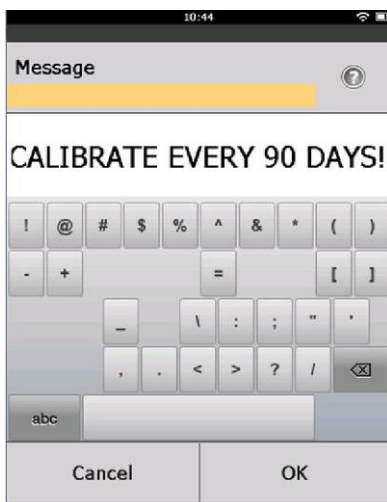 10:44
Message
?
CALIBRATE EVERY 90 DAYS!
! @ # $ % ^ & * ( )
- + = [ ]
_ \ : ; " '
, . < > ? /
abc
Cancel OK